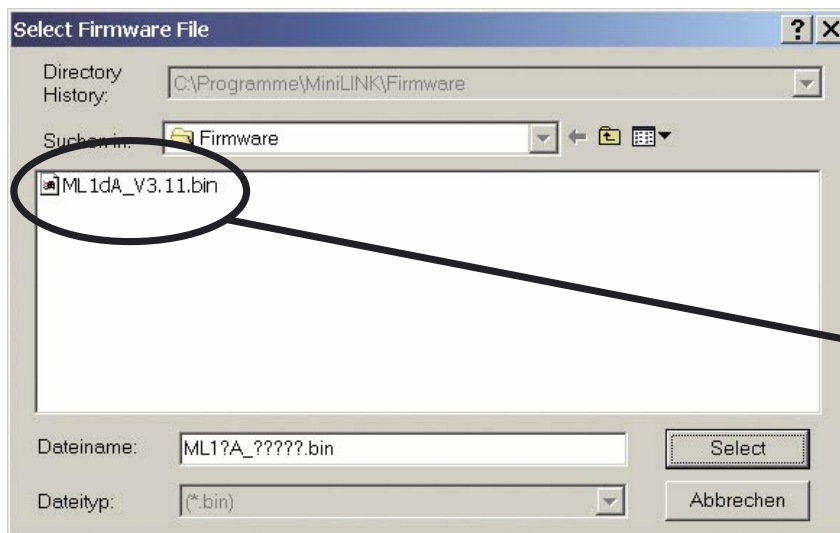 Select Firmware File
Directory
History:
C:\Programme\MiniLINK\Firmware
Suchen in: Firmware
ML1dA_V3.11.bin
Dateiname: ML1?A_?????.bin Select
Dateityp: (*.bin) Abbrechen